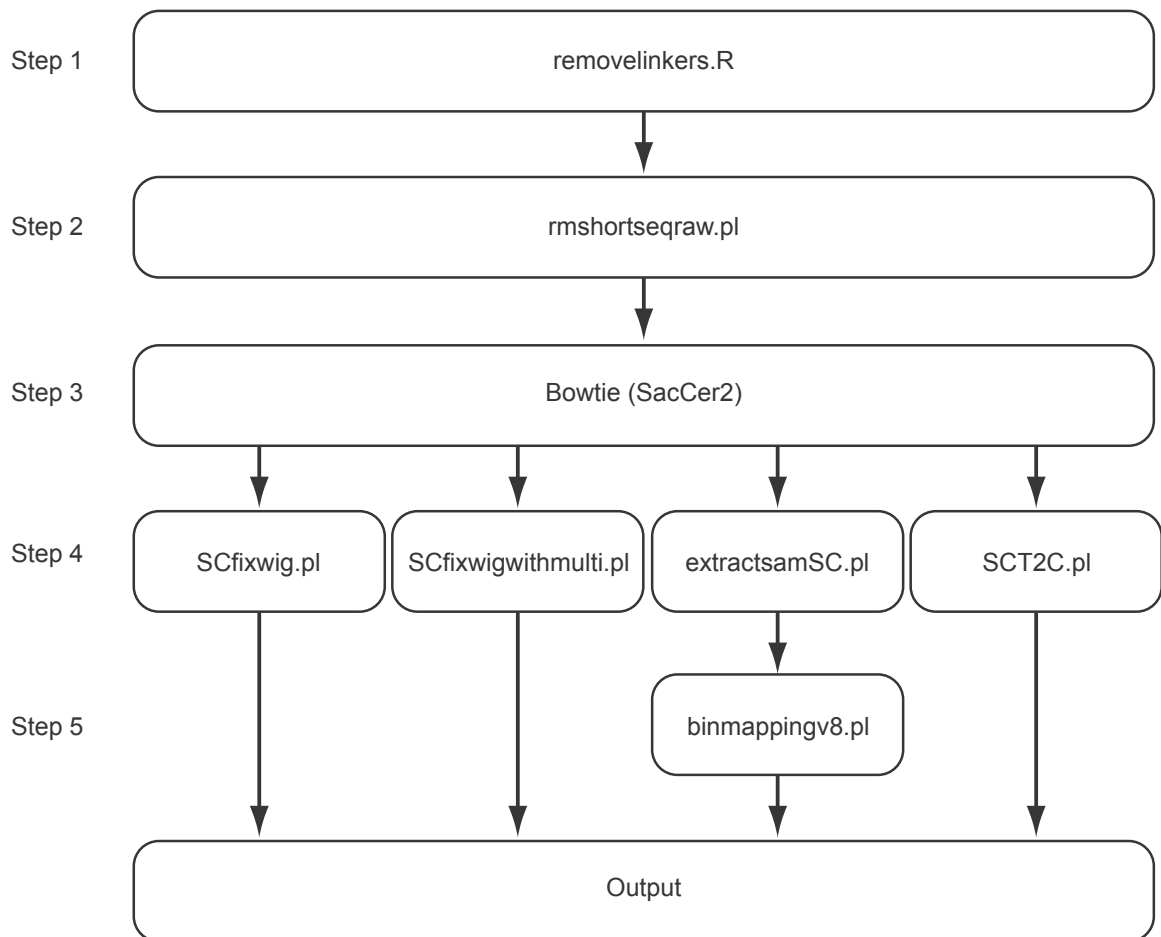 Step 1
removelinkers.R
Step 2
rmshortseqraw.pl
Step 3
Bowtie (SacCer2)
Step 4
SCfixwig.pl
SCfixwigwithmulti.pl
extractsamSC.pl
SCT2C.pl
Step 5
binmappingv8.pl
Output